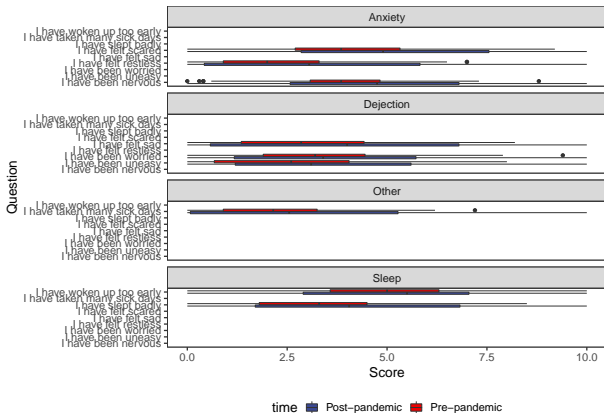 Anxiety
I have woken up too early
I have taken many sick days
I have slept badly
I have felt scared
I have felt sad
I have felt restless
I have been worried
I have been uneasy
I have been nervous
Dejection
I have woken up too early
I have taken many sick days
I have slept badly
I have felt scared
I have felt sad
I have felt restless
I have been worried
I have been uneasy
I have been nervous
Other
I have woken up too early
I have taken many sick days
I have slept badly
I have felt scared
I have felt sad
I have felt restless
I have been worried
I have been uneasy
I have been nervous
Sleep
I have woken up too early
I have taken many sick days
I have slept badly
I have felt scared
I have felt sad
I have felt restless
I have been worried
I have been uneasy
I have been nervous
Question
0.0 2.5 5.0 7.5 10.0
Score
time Post-pandemic Pre-pandemic